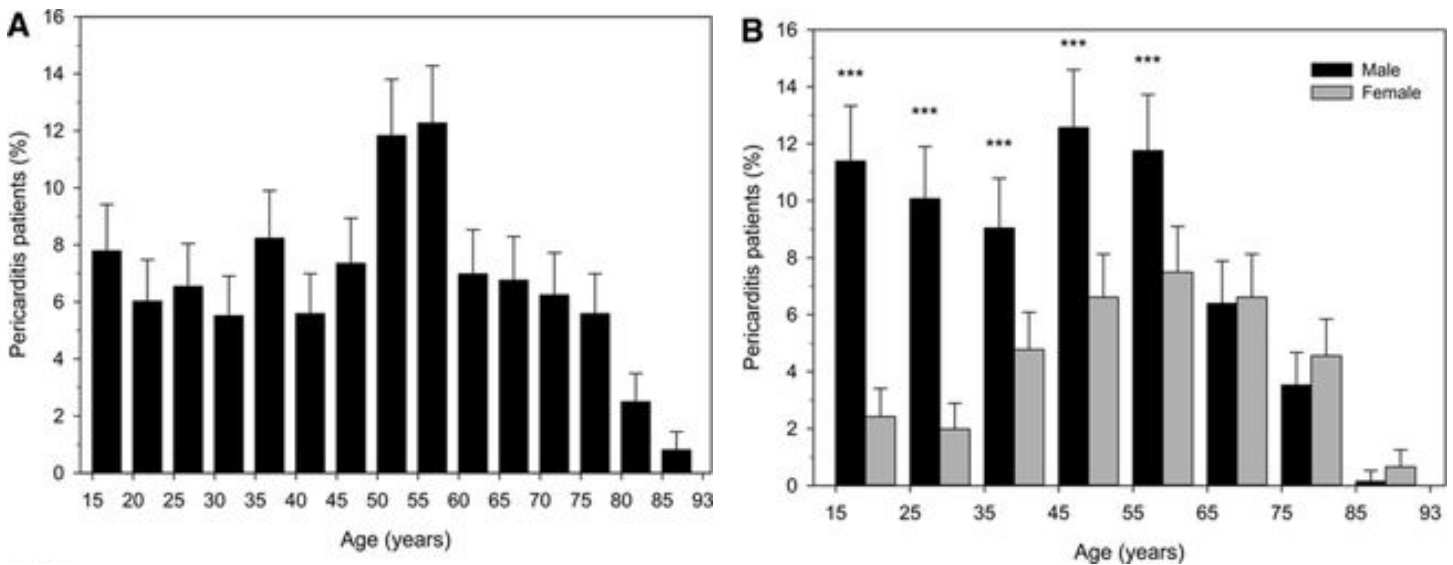 A
Pericarditis patients (%)
16
14
12
10
8
6
4
2
0
15 20 25 30 35 40 45 50 55 60 65 70 75 80 85 93
Age (years)
B
Pericarditis patients (%)
16
14
12
10
8
6
4
2
0
*** *** *** *** ***
Male
Female
15 25 35 45 55 65 75 85 93
Age (years)